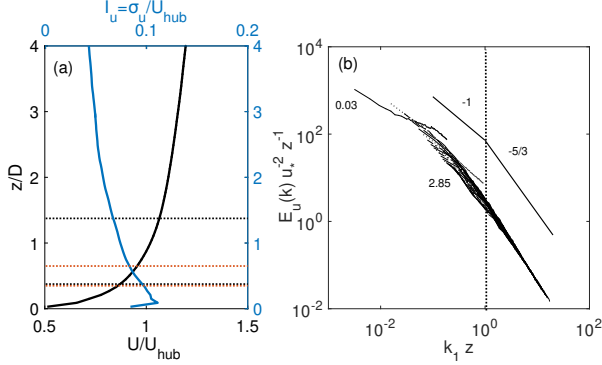 I_u=σ_u/U_hub
0 0.1 0.2
(a)
z/D
4 3 2 1 0
4 3 2 1 0
0.5 1 1.5
U/U_hub
(b)
E_u(k) u_*^-2 z^-1
10^4
10^2
10^0
10^-2
0.03
-1
-5/3
2.85
10^-2 10^0 10^2
k_1 z